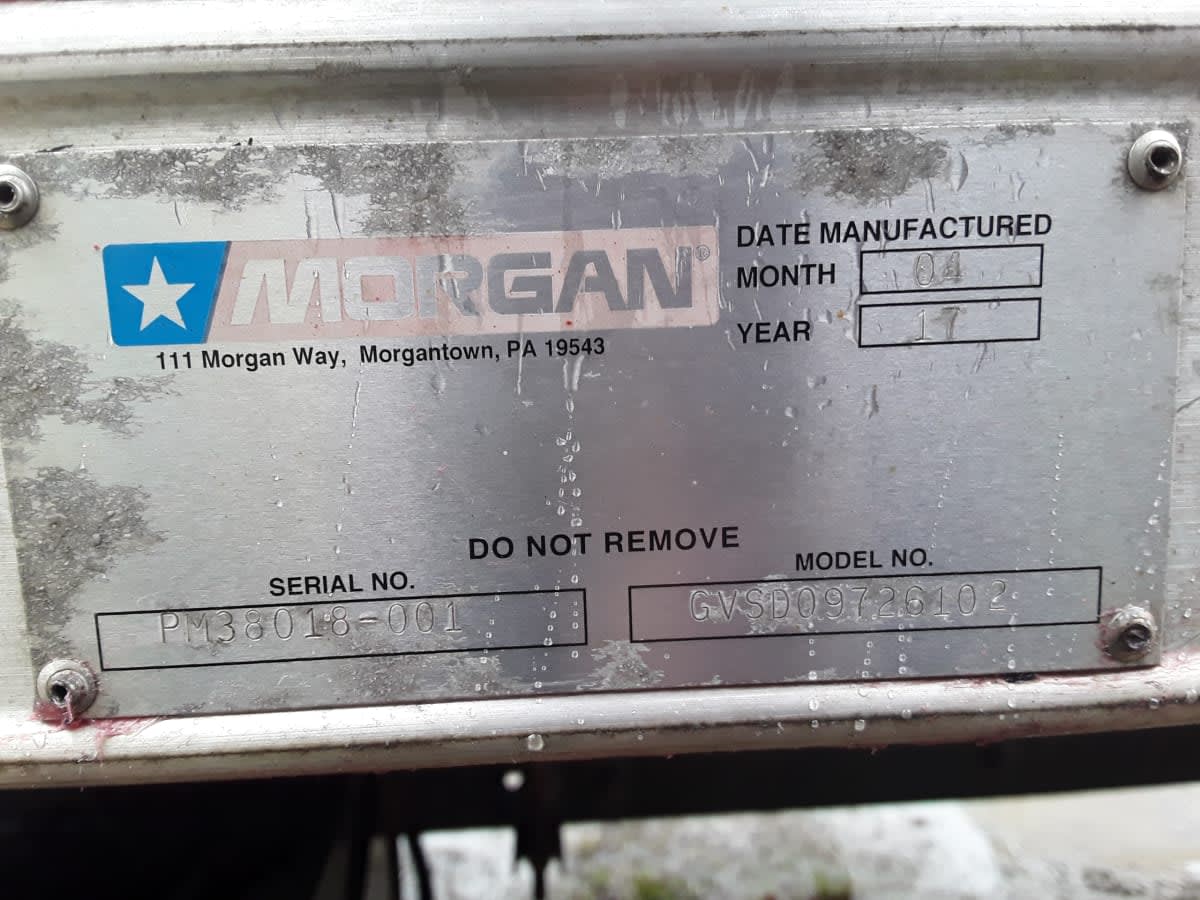 MORGAN®
111 Morgan Way, Morgantown, PA 19543
DATE MANUFACTURED
MONTH 04
YEAR 17
DO NOT REMOVE
SERIAL NO.
PM38018-001
MODEL NO.
GVSD09726102